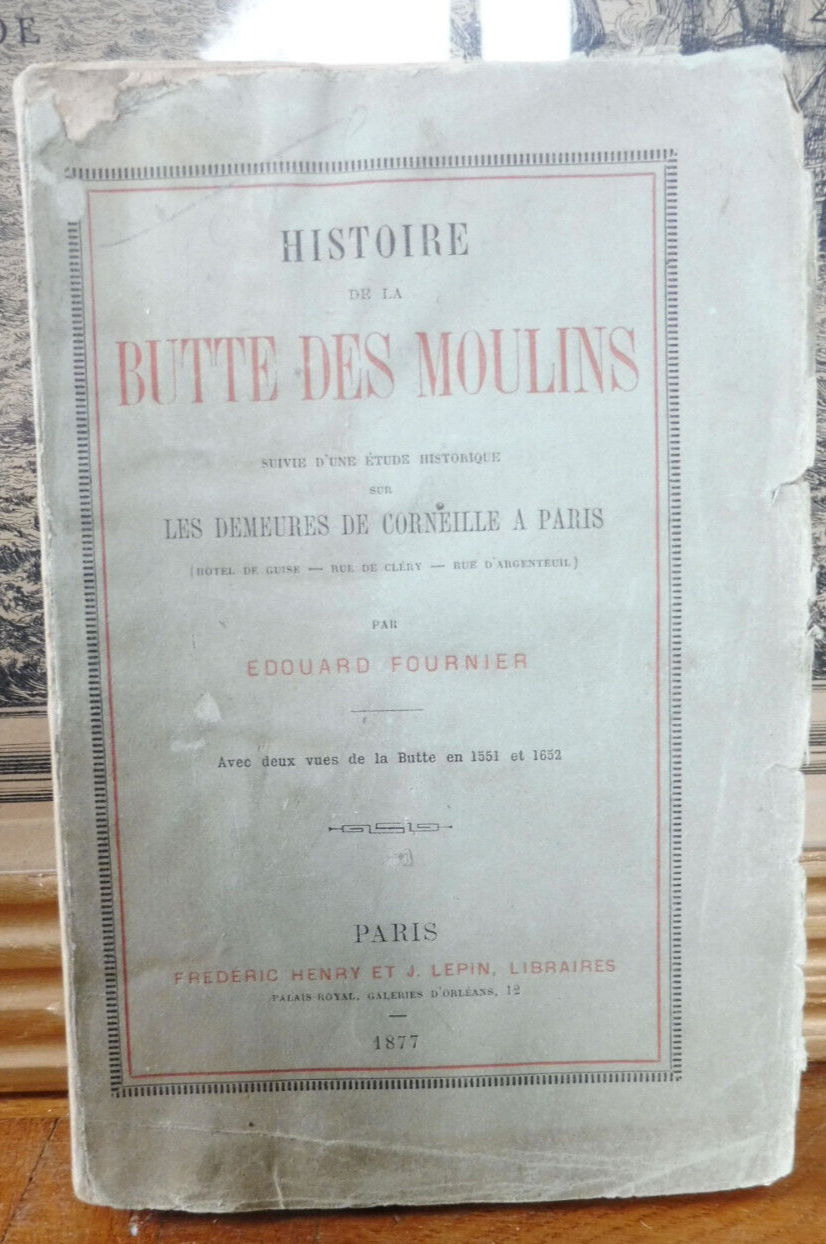 DE
HISTOIRE
DE LA
BUTTE DES MOULINS
SUIVIE D'UNE ÉTUDE HISTORIQUE
SUR
LES DEMEURES DE CORNEILLE A PARIS
(HOTEL DE GUISE — RUE DE CLÉRY — RUE D'ARGENTEUIL)
PAR
EDOUARD FOURNIER
Avec deux vues de la Butte en 1551 et 1652
PARIS
FRÉDÉRIC HENRY ET J. LEPIN, LIBRAIRES
PALAIS-ROYAL, GALERIES D'ORLÉANS, 12
1877